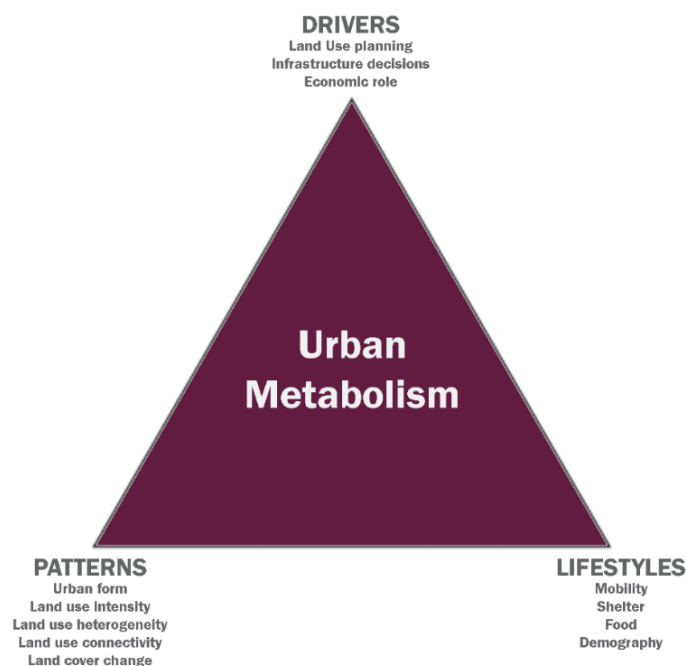 DRIVERS
Land Use planning
Infrastructure decisions
Economic role
Urban
Metabolism
PATTERNS
Urban form
Land use intensity
Land use heterogeneity
Land use connectivity
Land cover change
LIFESTYLES
Mobility
Shelter
Food
Demography